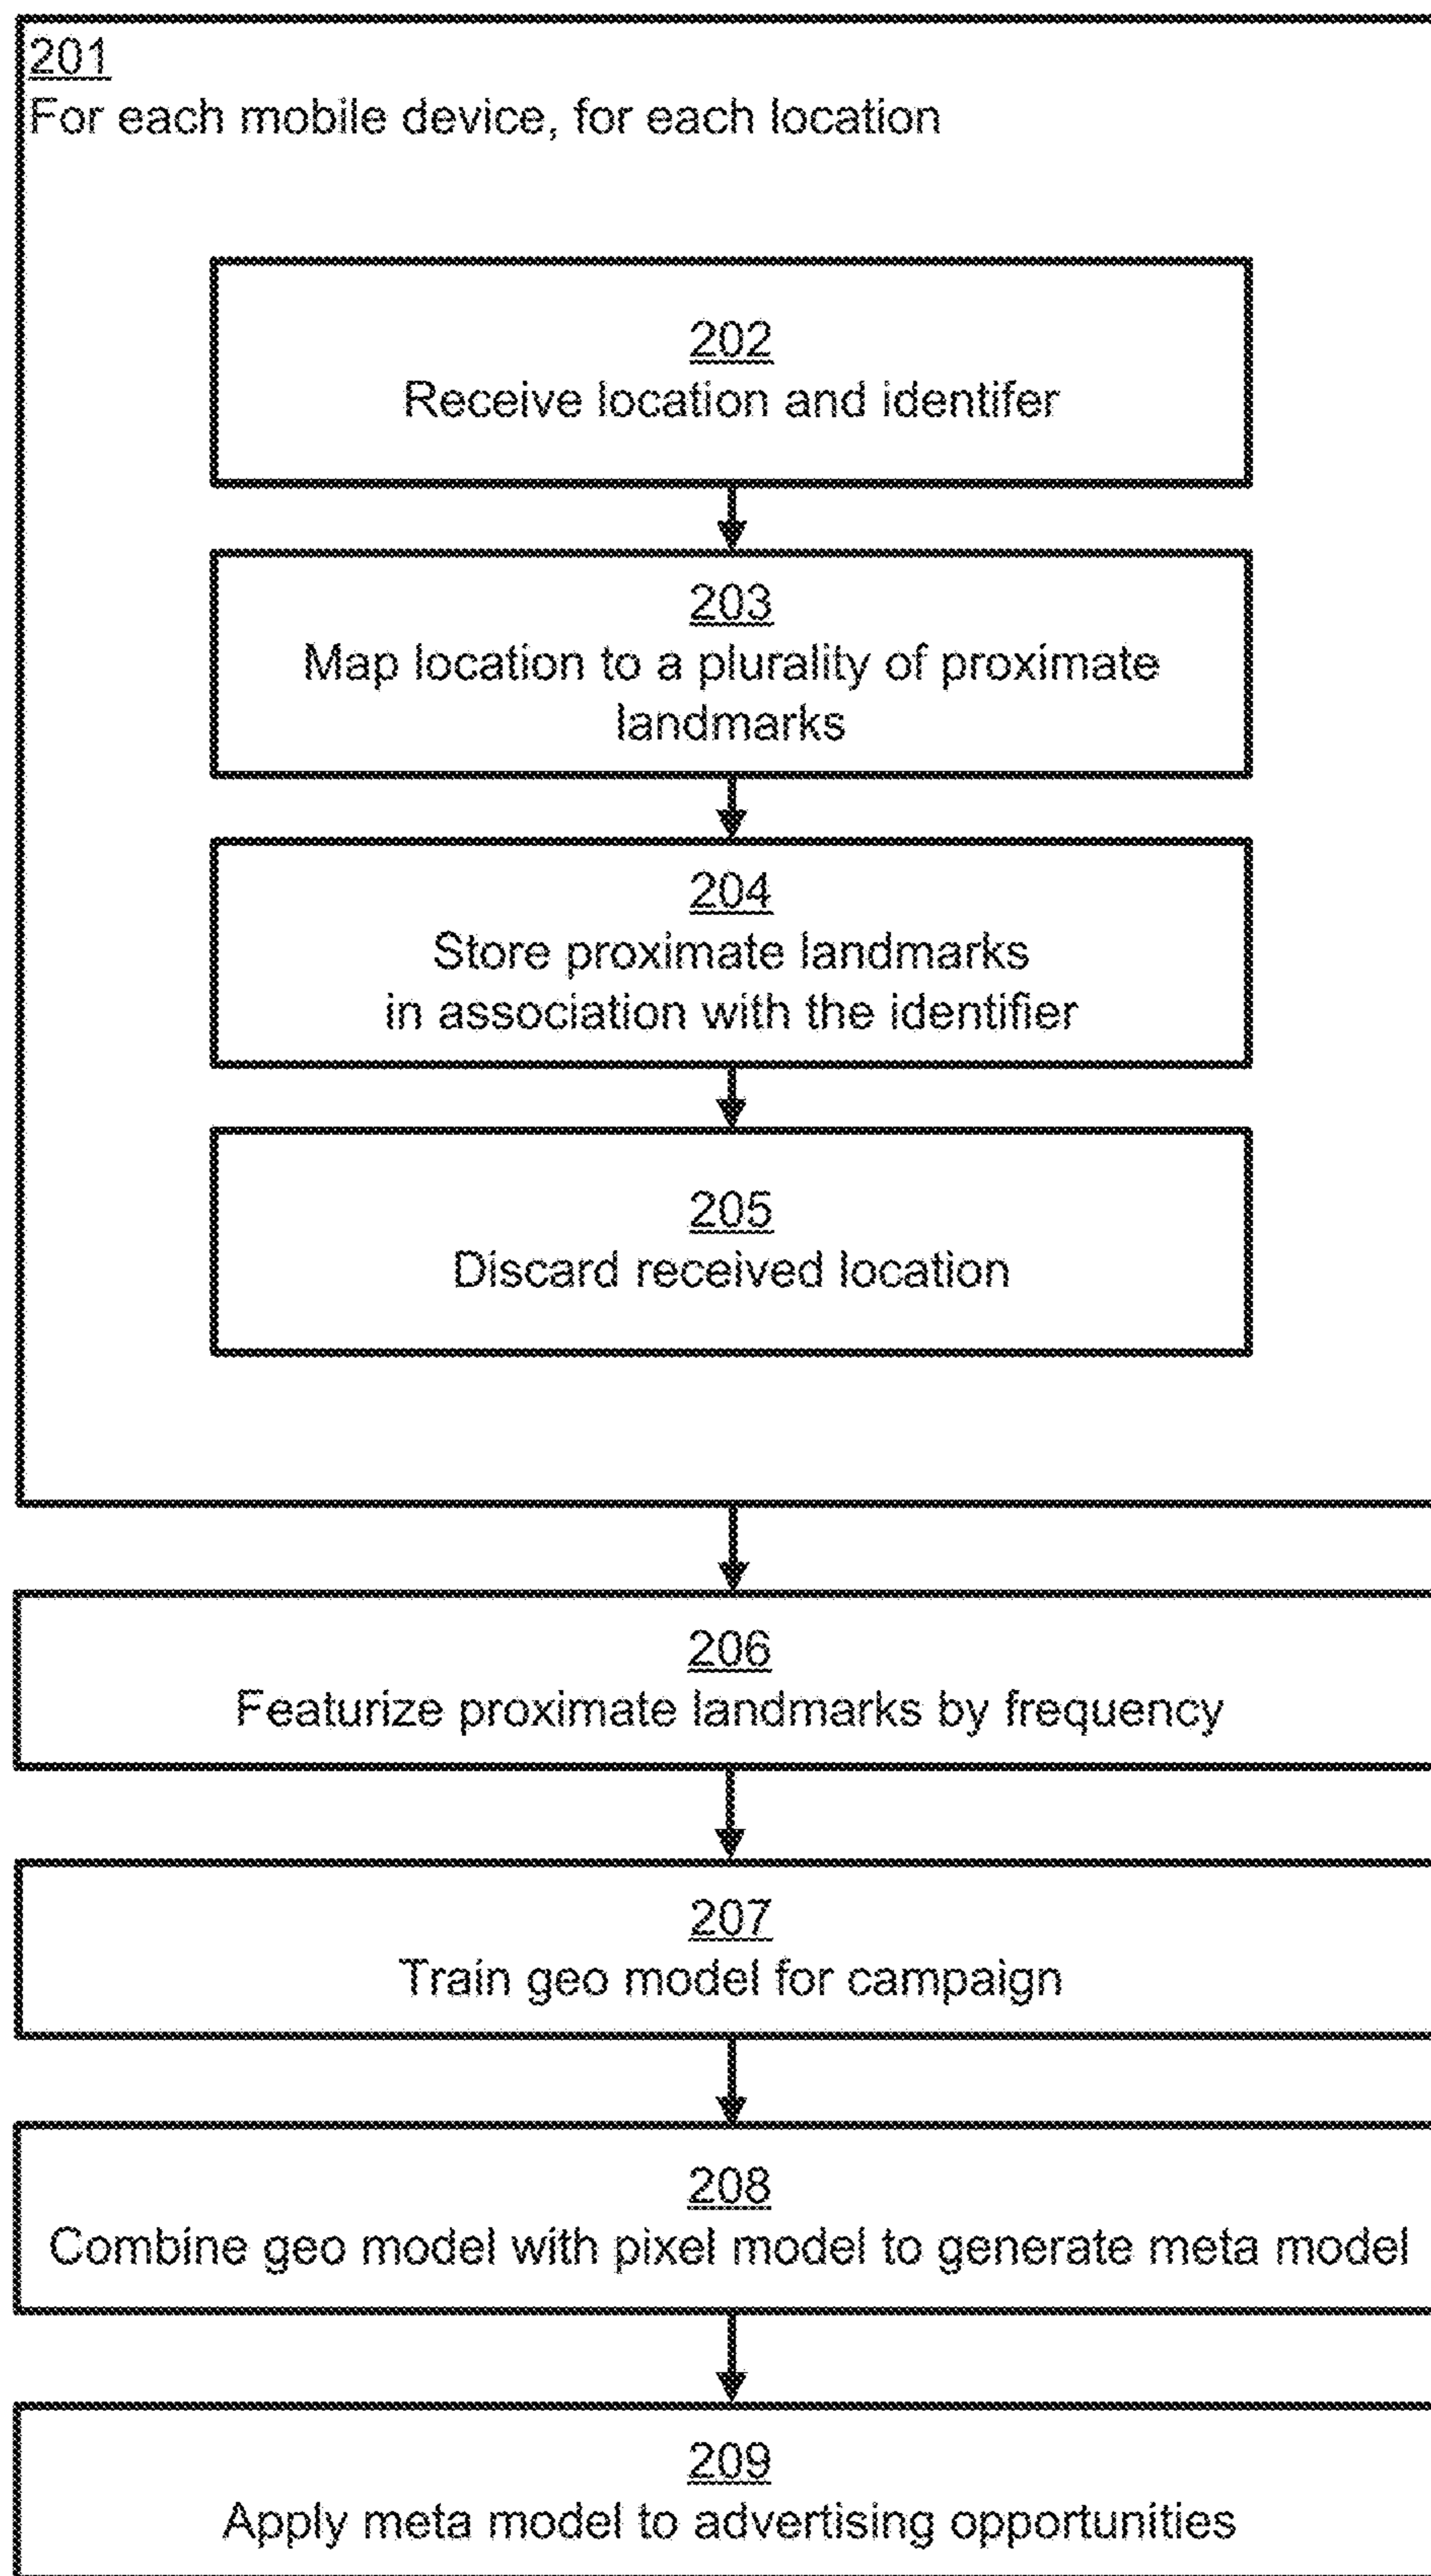 201
For each mobile device, for each location
202
Receive location and identifer
203
Map location to a plurality of proximate
landmarks
204
Store proximate landmarks
in association with the identifier
205
Discard received location
206
Featurize proximate landmarks by frequency
207
Train geo model for campaign
208
Combine geo model with pixel model to generate meta model
209
Apply meta model to advertising opportunities